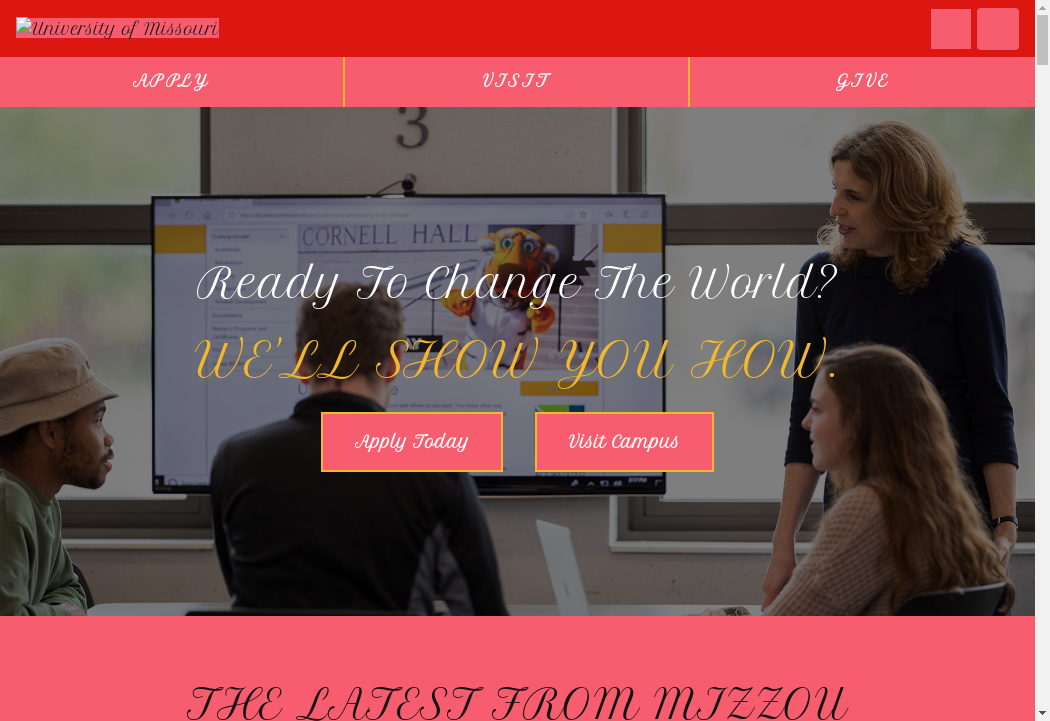 University of Missouri
APPLY
VISIT
GIVE
3
CORNELL HALL
Ready To Change The World?
WE'LL SHOW YOU HOW.
Apply Today
Visit Campus
THE LATEST FROM MIZZOU